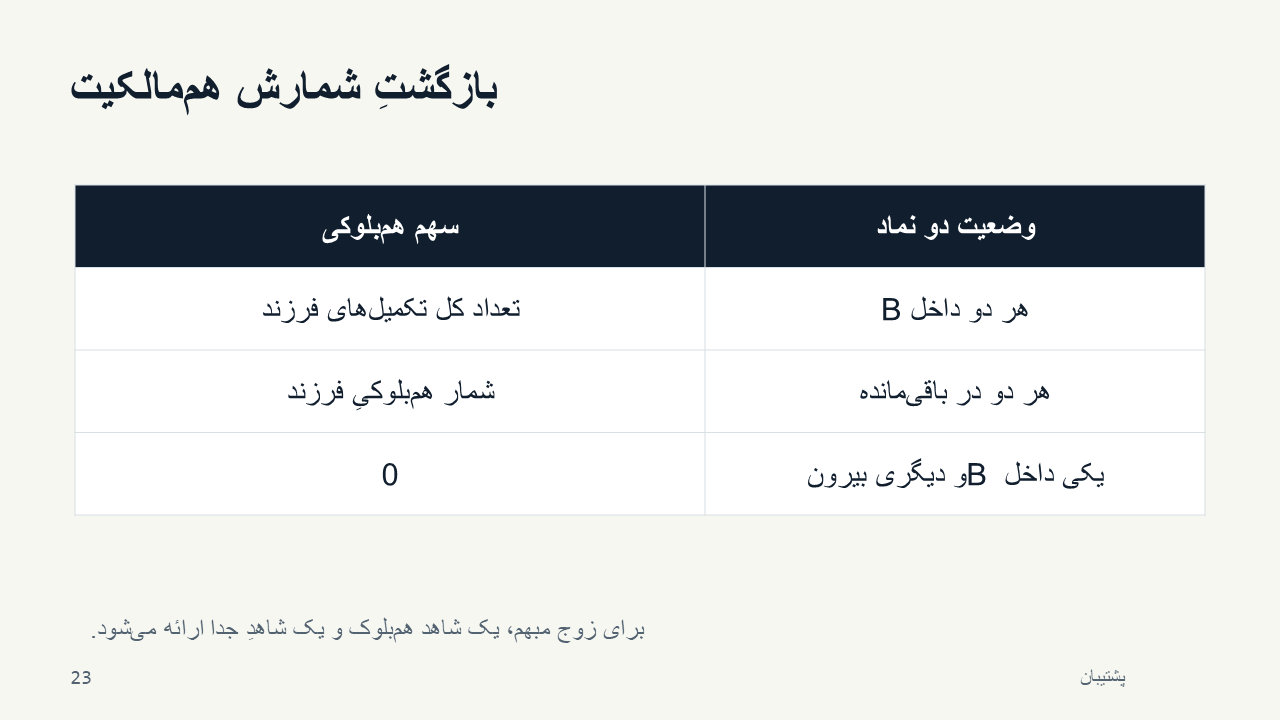 بازگشتِ شمارش هم‌مالکیت
وضعیت دو نماد	سهم هم‌بلوکی
هر دو داخل B	تعداد کل تکمیل‌های فرزند
هر دو در باقی‌مانده	شمار هم‌بلوکیِ فرزند
یکی داخل B و دیگری بیرون	0
برای زوج مبهم، یک شاهد هم‌بلوک و یک شاهدِ جدا ارائه می‌شود.
پشتیبان
23